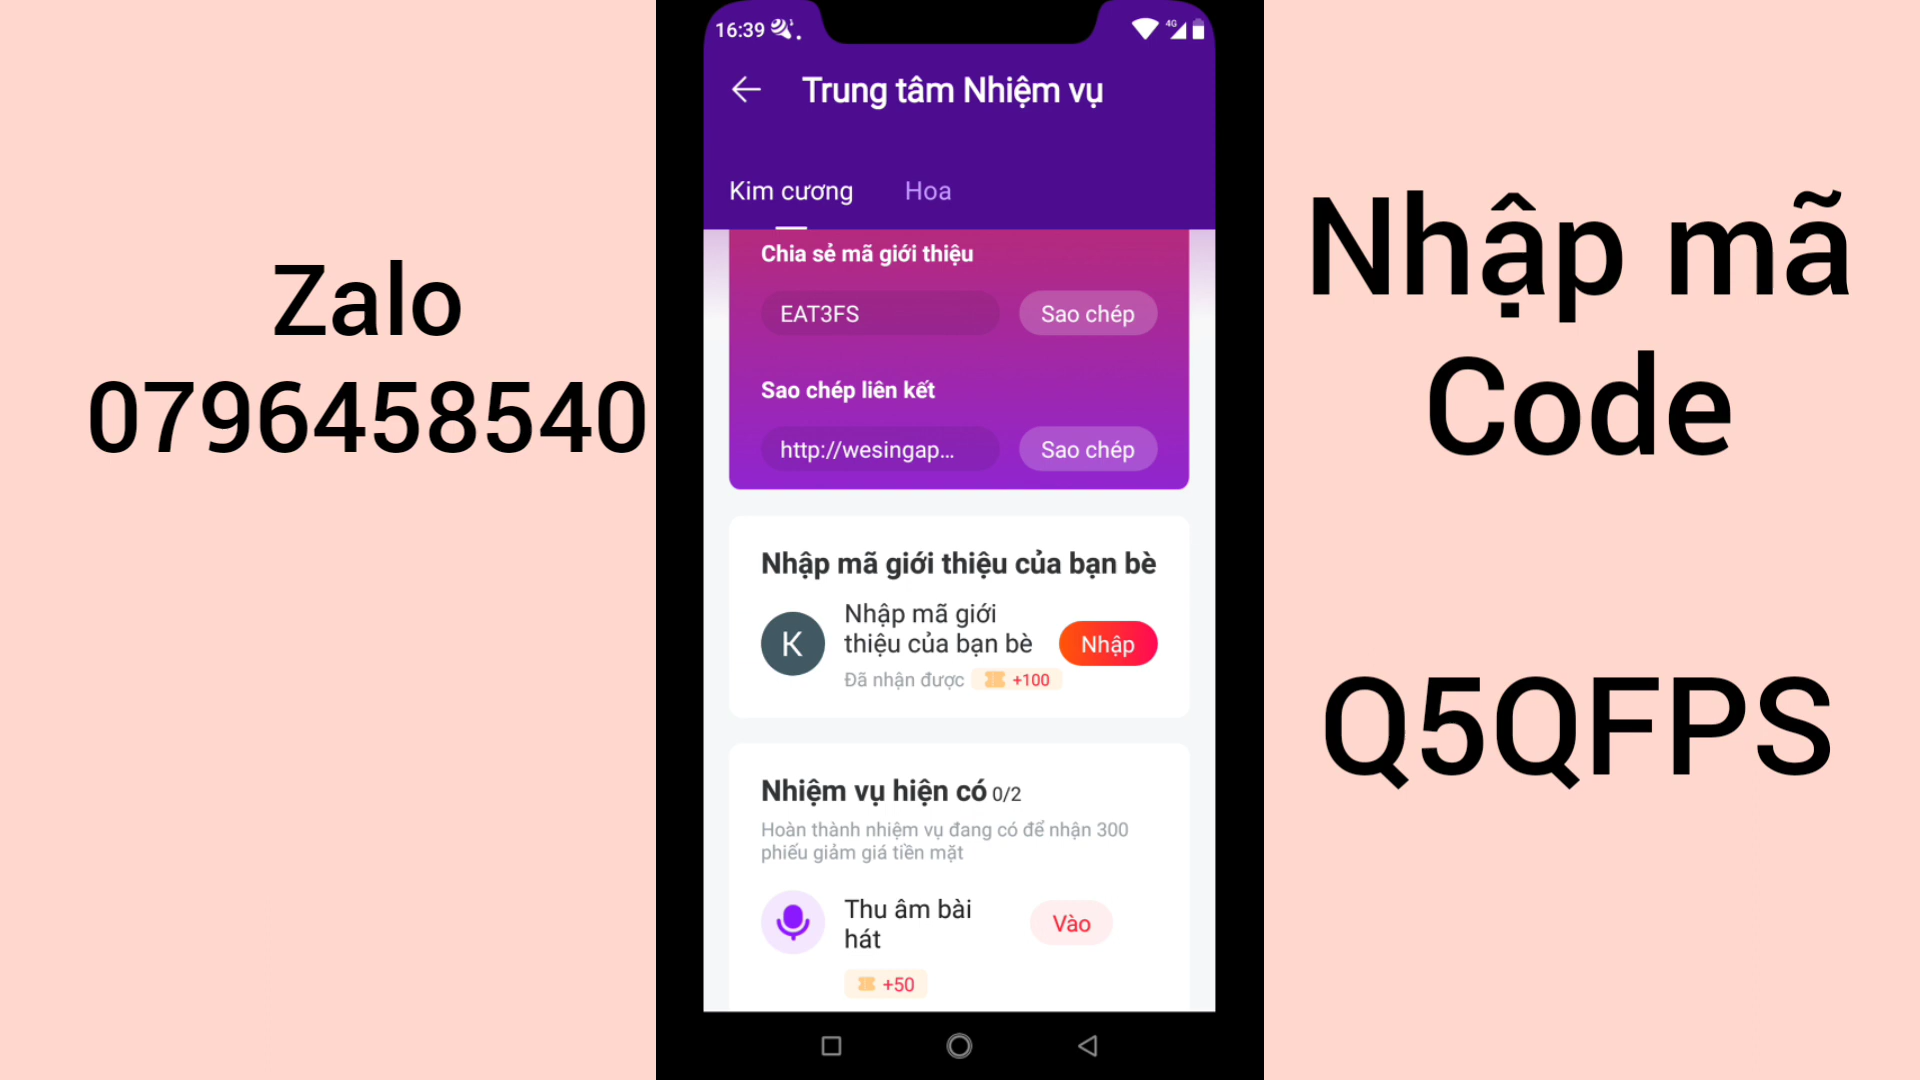 Zalo
0796458540
16:39
4G
Trung tâm Nhiệm vụ
Kim cương
Hoa
Chia sẻ mã giới thiệu
EAT3FS
Sao chép
Sao chép liên kết
http://wesingap...
Sao chép
Nhập mã giới thiệu của bạn bè
K
Nhập mã giới
thiệu của bạn bè
Nhập
Đã nhận được
+100
Nhiệm vụ hiện có 0/2
Hoàn thành nhiệm vụ đang có để nhận 300
phiếu giảm giá tiền mặt
Thu âm bài
hát
Vào
+50
Nhập mã
Code
Q5QFPS